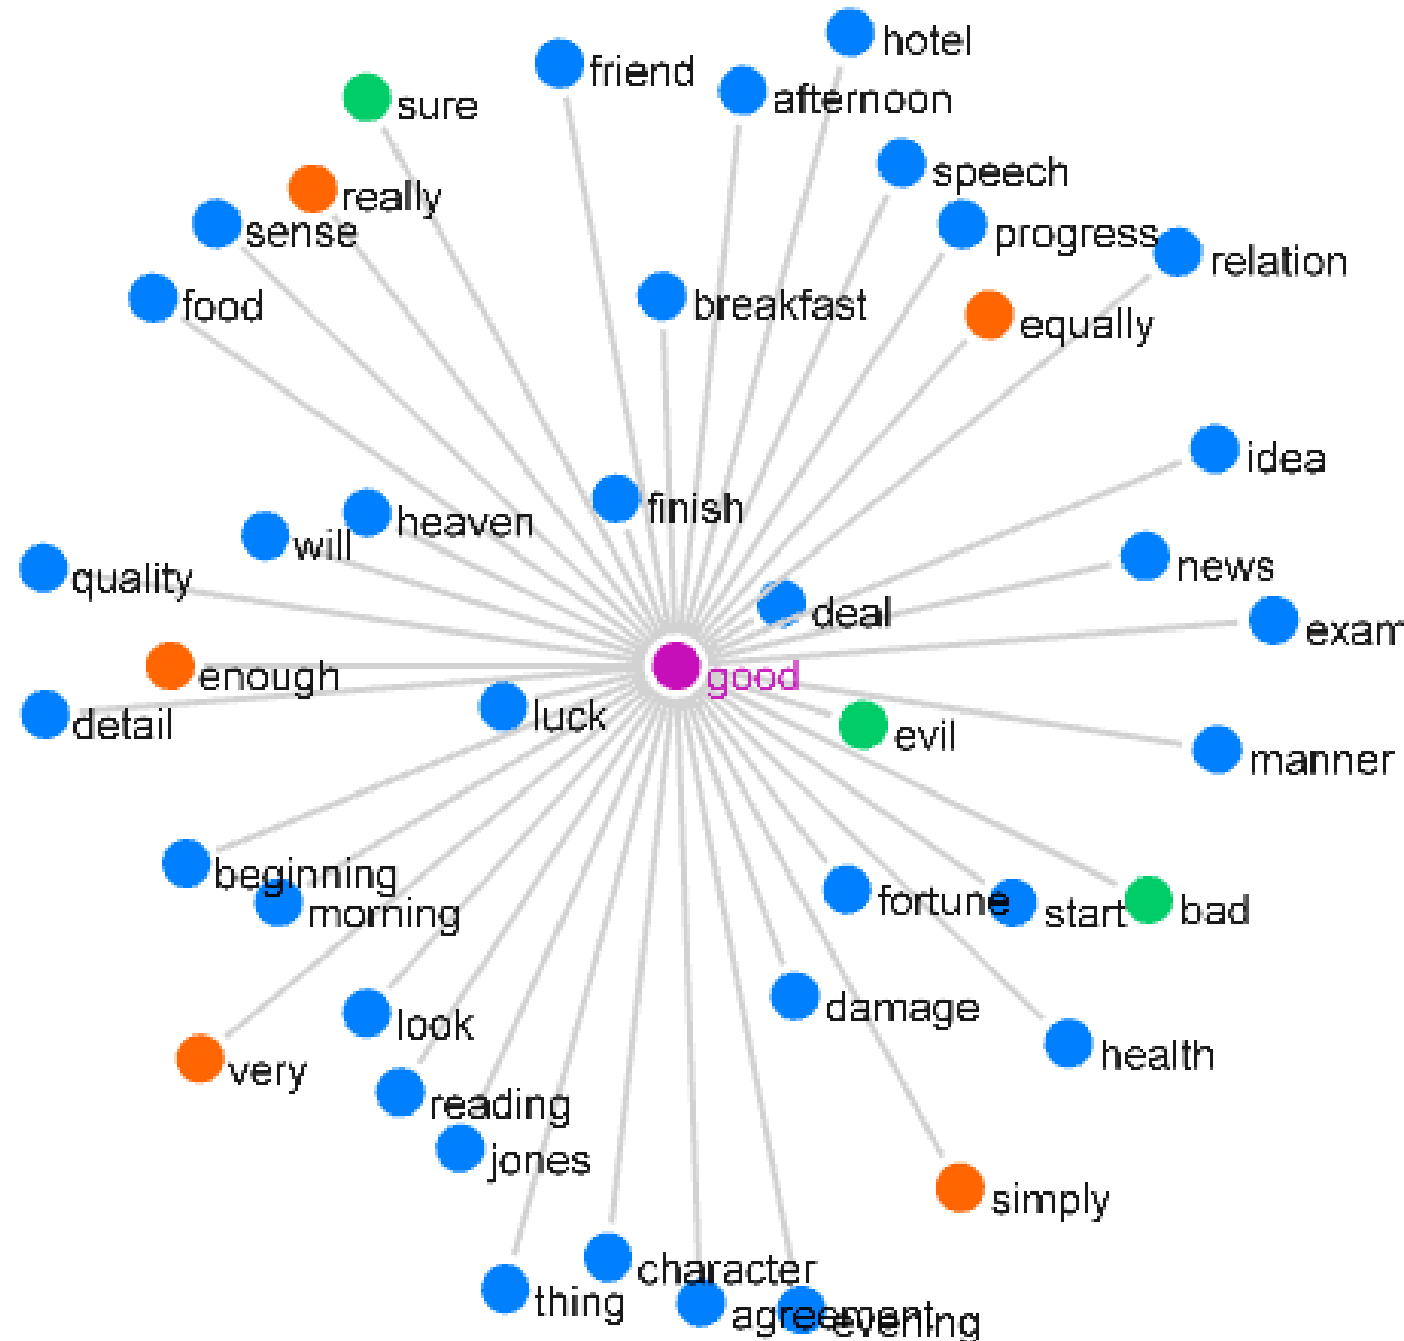 hotel
friend
afternoon
sure
speech
really
sense
progress
relation
food
breakfast
equally
idea
finish
heaven
will
news
quality
deal
exam
enough
good
luck
detail
evil
manner
beginning
fortune
start
bad
morning
damage
look
health
very
reading
jones
simply
character
thing
agreement
evening